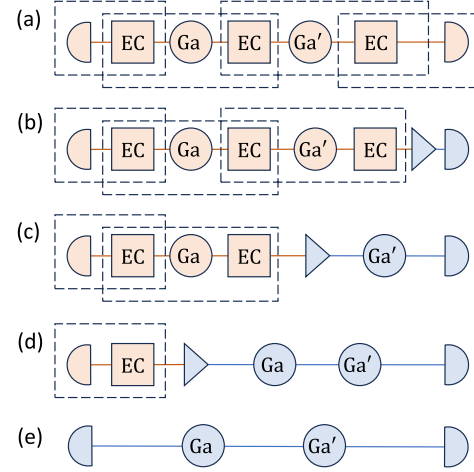 (a) EC Ga EC Ga′ EC
(b) EC Ga EC Ga′ EC
(c) EC Ga EC Ga′
(d) EC Ga Ga′
(e) Ga Ga′